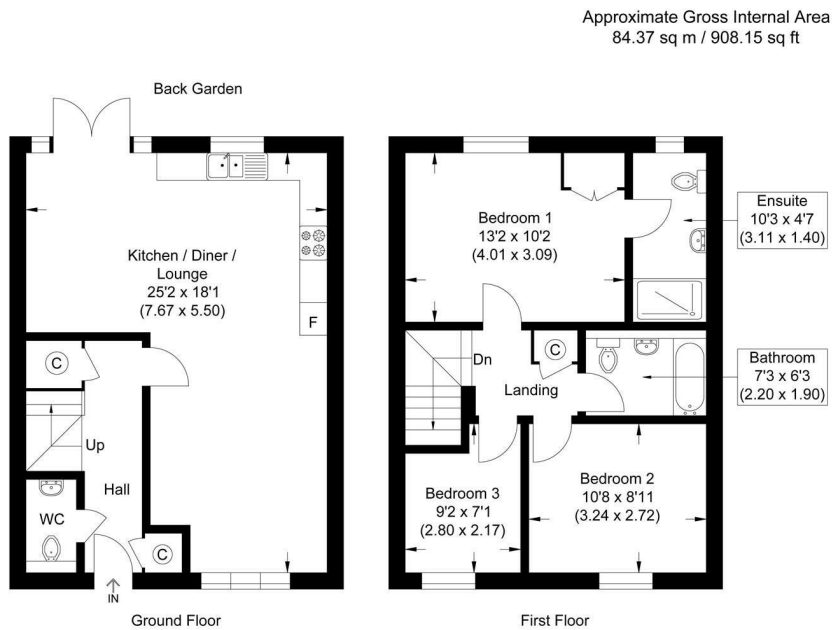 Approximate Gross Internal Area
84.37 sq m / 908.15 sq ft
Back Garden
Kitchen / Diner /
Lounge
25'2 x 18'1
(7.67 x 5.50)
F
C
Up
Hall
WC
C
IN
Ground Floor
Bedroom 1
13'2 x 10'2
(4.01 x 3.09)
Ensuite
10'3 x 4'7
(3.11 x 1.40)
Dn
C
Landing
Bathroom
7'3 x 6'3
(2.20 x 1.90)
Bedroom 3
9'2 x 7'1
(2.80 x 2.17)
Bedroom 2
10'8 x 8'11
(3.24 x 2.72)
First Floor